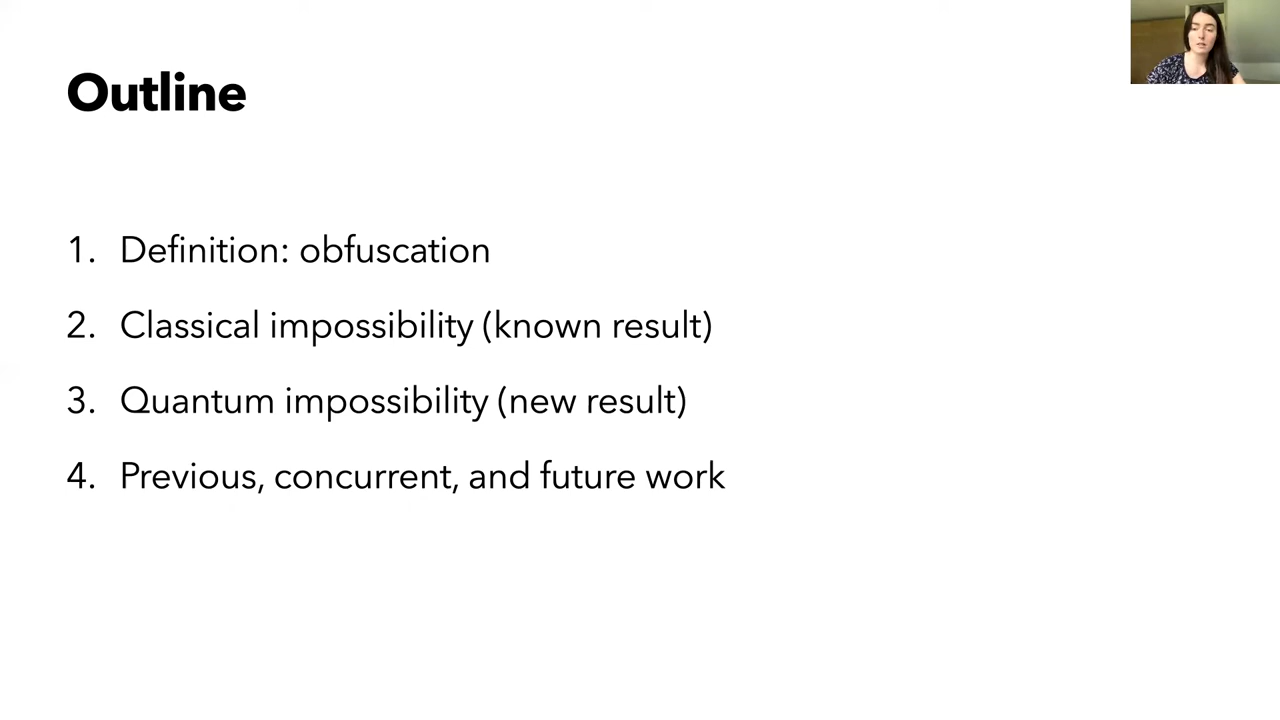 Outline
1. Definition: obfuscation
2. Classical impossibility (known result)
3. Quantum impossibility (new result)
4. Previous, concurrent, and future work